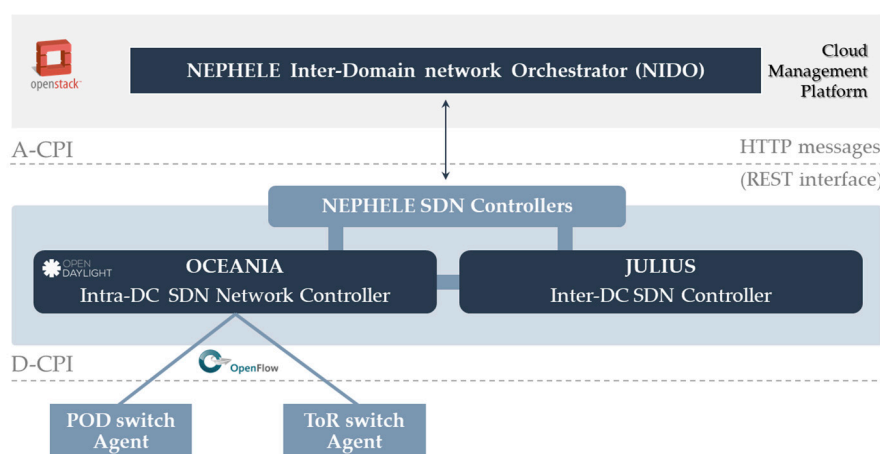 openstack
NEPHELE Inter-Domain network Orchestrator (NIDO)
Cloud
Management
Platform
A-CPI
HTTP messages
(REST interface)
NEPHELE SDN Controllers
OPEN
DAYLIGHT
OCEANIA
Intra-DC SDN Network Controller
JULIUS
Inter-DC SDN Controller
D-CPI
OpenFlow
POD switch
Agent
ToR switch
Agent